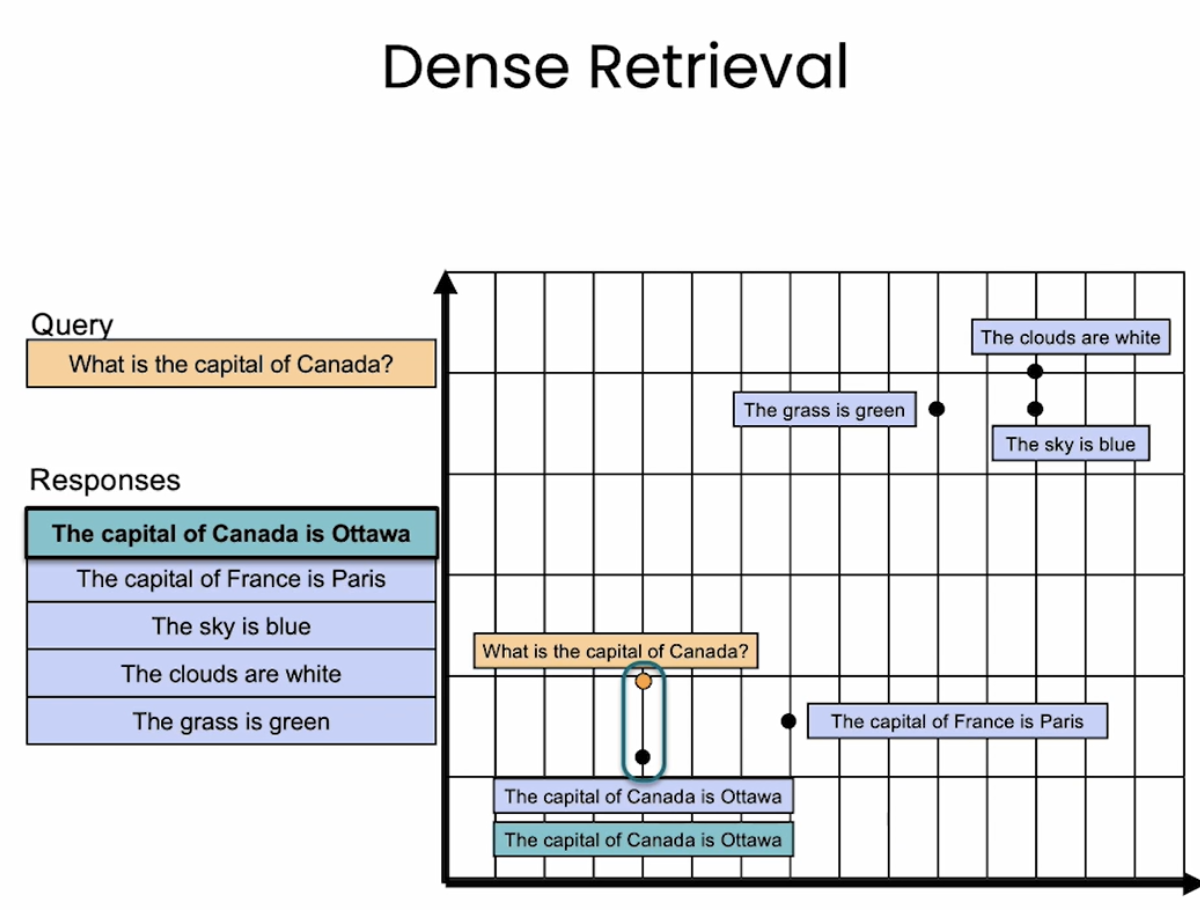 Dense Retrieval
Query
What is the capital of Canada?
Responses
The capital of Canada is Ottawa
The capital of France is Paris
The sky is blue
The clouds are white
The grass is green
The clouds are white
The grass is green
The sky is blue
What is the capital of Canada?
The capital of France is Paris
The capital of Canada is Ottawa
The capital of Canada is Ottawa